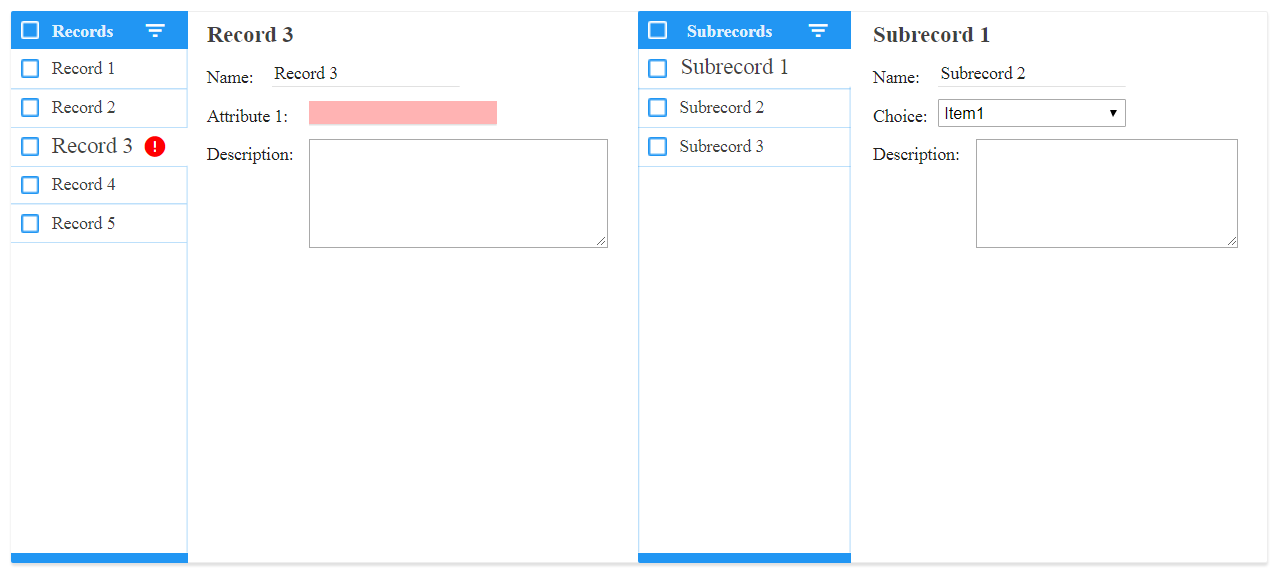 Records
Record 1
Record 2
Record 3
!
Record 4
Record 5
Record 3
Name: Record 3
Attribute 1:
Description:
Subrecords
Subrecord 1
Subrecord 2
Subrecord 3
Subrecord 1
Name: Subrecord 2
Choice: Item1
Description: